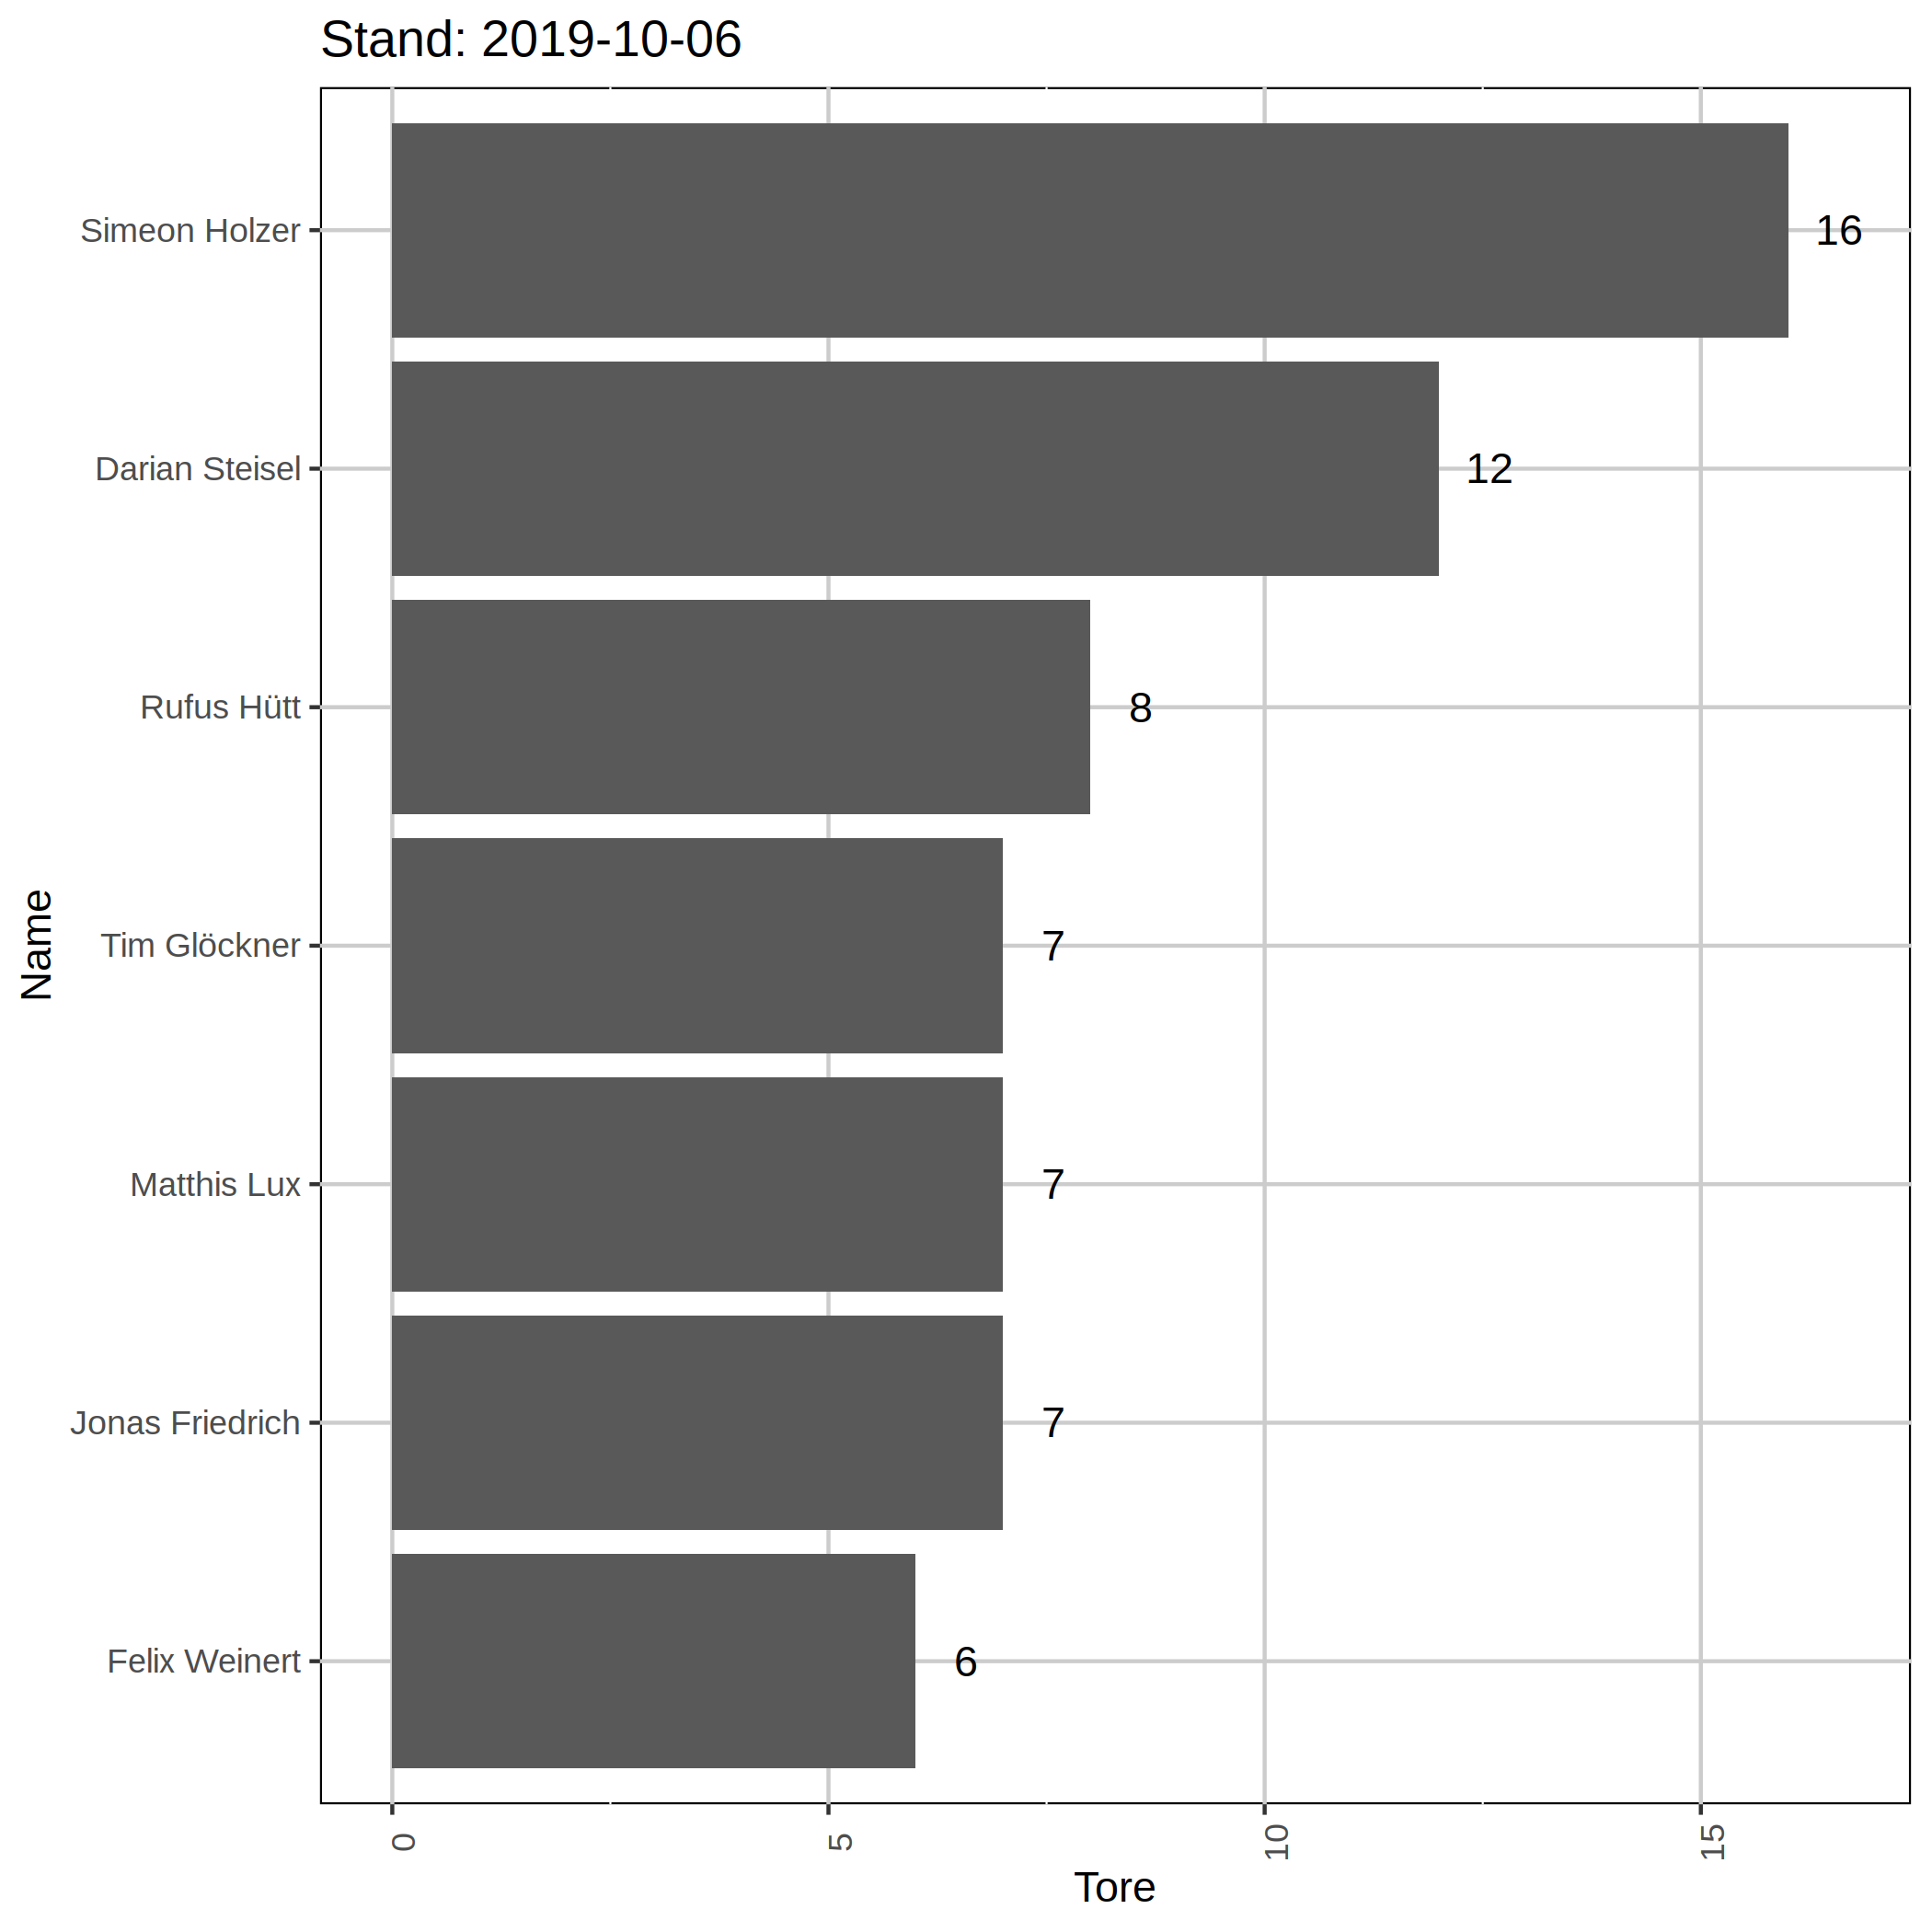 Stand: 2019-10-06
Simeon Holzer
16
Darian Steisel
12
Rufus Hütt
8
Tim Glöckner
7
Matthis Lux
7
Jonas Friedrich
7
Felix Weinert
6
Name
0
5
10
15
Tore